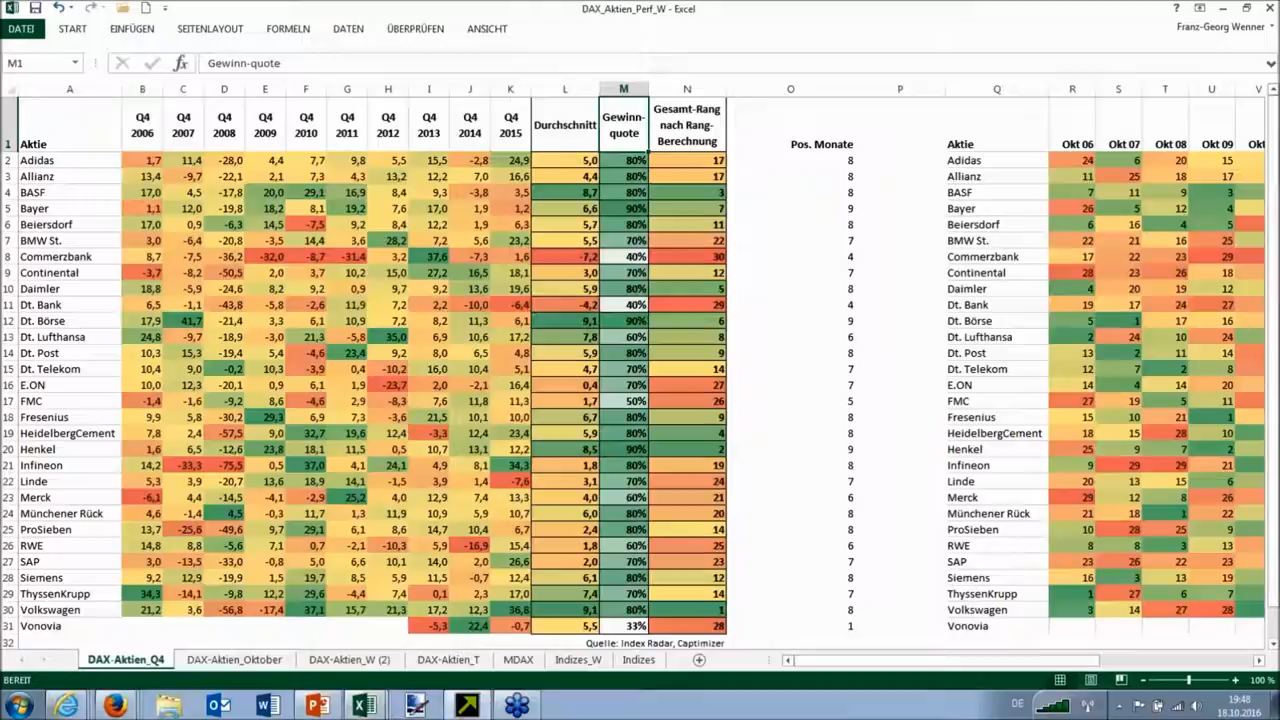 DAX_Aktien_Perf_W - Excel
DATEI START EINFÜGEN SEITENLAYOUT FORMELN DATEN ÜBERPRÜFEN ANSICHT Franz-Georg Wenner
M1 fx Gewinn-quote
A B C D E F G H I J K L M N O P Q R S T U V
1 Aktie Q4 2006 Q4 2007 Q4 2008 Q4 2009 Q4 2010 Q4 2011 Q4 2012 Q4 2013 Q4 2014 Q4 2015 Durchschnitt Gewinn-quote Gesamt-Rang nach Rang-Berechnung Pos. Monate Aktie Okt 06 Okt 07 Okt 08 Okt 09 Okt
2 Adidas 1,7 11,4 -28,0 4,4 7,7 9,8 5,5 15,5 -2,8 24,9 5,0 80% 17 8 Adidas 24 6 20 15
3 Allianz 13,4 -9,7 -22,1 2,1 7,3 4,3 13,2 12,2 7,0 16,6 4,4 80% 17 8 Allianz 11 25 18 17
4 BASF 17,0 4,5 -17,8 20,0 29,1 16,9 8,4 9,3 -3,8 3,5 8,7 80% 3 8 BASF 7 11 9 3
5 Bayer 1,1 12,0 -19,8 18,2 8,1 19,2 7,6 17,0 1,9 1,2 6,6 90% 7 9 Bayer 26 5 12 4
6 Beiersdorf 17,0 0,9 -6,3 14,5 -7,5 9,2 8,4 12,2 1,9 6,3 5,7 80% 11 8 Beiersdorf 6 16 4 5
7 BMW St. 3,0 -6,4 -20,8 -3,5 14,4 3,6 28,2 7,2 5,6 23,2 5,5 70% 22 7 BMW St. 22 21 16 25
8 Commerzbank 8,7 -7,5 -36,2 -32,0 -8,7 -31,4 3,2 37,6 -7,3 1,6 -7,2 40% 30 4 Commerzbank 17 22 23 29
9 Continental -3,7 -8,2 -50,5 2,0 3,7 10,2 15,0 27,2 16,5 18,1 3,0 70% 12 7 Continental 28 23 26 18
10 Daimler 18,8 -5,9 -24,6 8,2 9,2 0,9 9,7 9,2 13,6 19,6 5,9 80% 5 8 Daimler 4 20 19 12
11 Dt. Bank 6,5 -1,1 -43,8 -5,8 -2,6 11,9 7,2 2,2 -10,0 -6,4 -4,2 40% 29 4 Dt. Bank 19 17 24 27
12 Dt. Börse 17,9 41,7 -21,4 3,3 6,1 10,9 7,2 8,2 11,3 6,1 9,1 90% 6 9 Dt. Börse 5 1 17 16
13 Dt. Lufthansa 24,8 -9,7 -18,9 -3,0 21,3 -5,8 35,0 6,9 10,6 17,2 7,8 60% 8 6 Dt. Lufthansa 2 24 10 24
14 Dt. Post 10,3 15,3 -19,4 5,4 -4,6 23,4 9,2 8,0 6,5 4,8 5,9 80% 9 8 Dt. Post 13 2 11 14
15 Dt. Telekom 10,4 9,0 -0,2 10,3 -3,9 0,4 -10,2 16,0 10,4 5,1 4,7 70% 14 7 Dt. Telekom 12 7 2 8
16 E.ON 10,0 12,3 -20,1 0,9 6,1 1,9 -23,7 2,0 -2,1 16,4 0,4 70% 27 7 E.ON 14 4 14 20
17 FMC -1,4 -1,6 -9,2 8,6 -4,6 2,9 -8,3 7,6 11,8 11,3 1,7 50% 26 5 FMC 27 19 5 11
18 Fresenius 9,9 5,8 -30,2 29,3 6,9 7,3 -3,6 21,5 10,1 10,0 6,7 80% 9 8 Fresenius 15 10 21 1
19 HeidelbergCement 7,8 2,4 -57,5 9,0 32,7 19,6 12,4 -3,3 12,4 23,4 5,9 80% 4 8 HeidelbergCement 18 15 28 10
20 Henkel 1,6 6,5 -12,6 23,8 18,1 11,5 0,5 10,7 13,1 12,2 8,5 90% 2 9 Henkel 25 9 7 2
21 Infineon 14,2 -33,3 -75,5 0,5 37,0 4,1 24,1 4,9 8,1 34,3 1,8 80% 19 8 Infineon 9 29 29 21
22 Linde 5,3 3,9 -20,7 13,6 18,9 14,1 -1,5 3,9 1,4 -7,6 3,1 70% 24 7 Linde 20 13 15 6
23 Merck -6,1 4,4 -14,5 -4,1 -2,9 25,2 4,0 12,9 7,4 13,3 4,0 60% 21 6 Merck 29 12 8 26
24 Münchener Rück 4,6 -1,4 4,5 -0,3 11,7 1,3 11,9 10,9 5,9 10,7 6,0 80% 20 8 Münchener Rück 21 18 1 22
25 ProSieben 13,7 -25,6 -49,6 9,7 29,1 6,1 8,6 14,7 10,4 6,7 2,4 80% 14 8 ProSieben 10 28 25 9
26 RWE 14,8 8,8 -5,6 7,1 0,7 -2,1 -10,3 5,9 -16,9 15,4 1,8 60% 25 6 RWE 8 8 3 13
27 SAP 3,0 -13,5 -33,0 -0,8 5,0 6,6 10,1 14,0 2,0 26,6 2,0 70% 23 7 SAP 23 26 22 23
28 Siemens 9,2 12,9 -19,9 1,5 19,7 8,5 5,9 11,5 -0,7 12,4 6,1 80% 12 8 Siemens 16 3 13 19
29 ThyssenKrupp 34,3 -14,1 -9,8 12,2 29,6 -4,4 7,4 0,1 2,3 17,0 7,4 70% 14 7 ThyssenKrupp 1 27 6 7
30 Volkswagen 21,2 3,6 -56,8 -17,4 37,1 15,7 21,3 17,2 12,3 36,8 9,1 80% 1 8 Volkswagen 3 14 27 28
31 Vonovia -5,3 22,4 -0,7 5,5 33% 28 1 Vonovia
32 Quelle: Index Radar, Captimizer
DAX-Aktien_Q4 DAX-Aktien_Oktober DAX-Aktien_W (2) DAX-Aktien_T MDAX Indizes_W Indizes
BEREIT 100 %
DE 19:48
18.10.2016